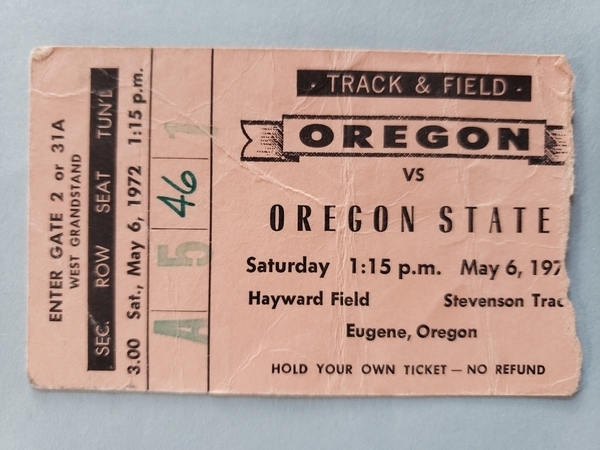 ENTER GATE 2 or 31A
WEST GRANDSTAND
SEC. ROW SEAT TUN'L
3.00 Sat., May 6, 1972 1:15 p.m.
A 5 46 1
· TRACK & FIELD ·
OREGON
VS
OREGON STATE
Saturday 1:15 p.m. May 6, 197
Hayward Field Stevenson Trac
Eugene, Oregon
HOLD YOUR OWN TICKET — NO REFUND